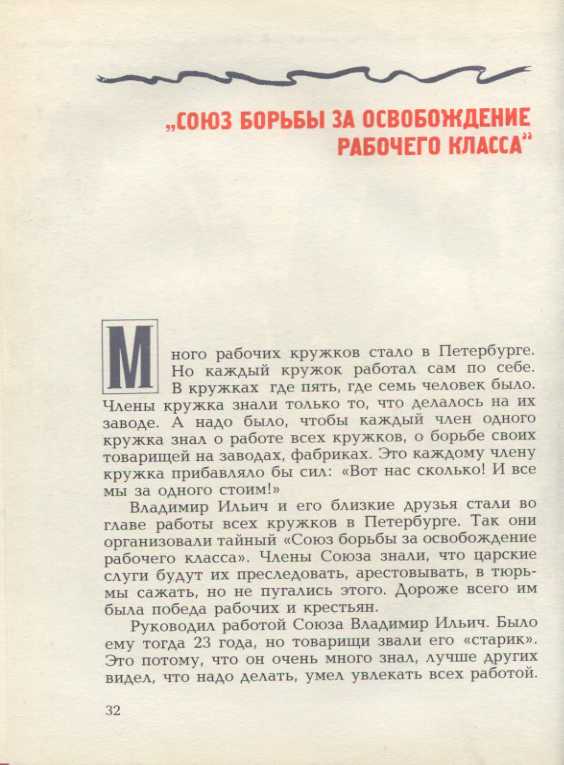 „СОЮЗ БОРЬБЫ ЗА ОСВОБОЖДЕНИЕ
РАБОЧЕГО КЛАССА“
Много рабочих кружков стало в Петербурге.
Но каждый кружок работал сам по себе.
В кружках где пять, где семь человек было.
Члены кружка знали только то, что делалось на их
заводе. А надо было, чтобы каждый член одного
кружка знал о работе всех кружков, о борьбе своих
товарищей на заводах, фабриках. Это каждому члену
кружка прибавляло бы сил: «Вот нас сколько! И все
мы за одного стоим!»
Владимир Ильич и его близкие друзья стали во
главе работы всех кружков в Петербурге. Так они
организовали тайный «Союз борьбы за освобождение
рабочего класса». Члены Союза знали, что царские
слуги будут их преследовать, арестовывать, в тюрь-
мы сажать, но не пугались этого. Дороже всего им
была победа рабочих и крестьян.
Руководил работой Союза Владимир Ильич. Было
ему тогда 23 года, но товарищи звали его «старик».
Это потому, что он очень много знал, лучше других
видел, что надо делать, умел увлекать всех работой.
32